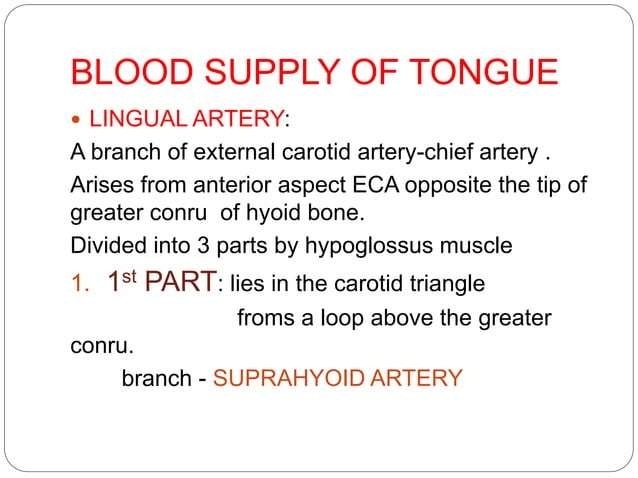 BLOOD SUPPLY OF TONGUE
• LINGUAL ARTERY:
A branch of external carotid artery-chief artery .
Arises from anterior aspect ECA opposite the tip of
greater conru of hyoid bone.
Divided into 3 parts by hypoglossus muscle
1. 1st PART: lies in the carotid triangle
froms a loop above the greater
conru.
branch - SUPRAHYOID ARTERY